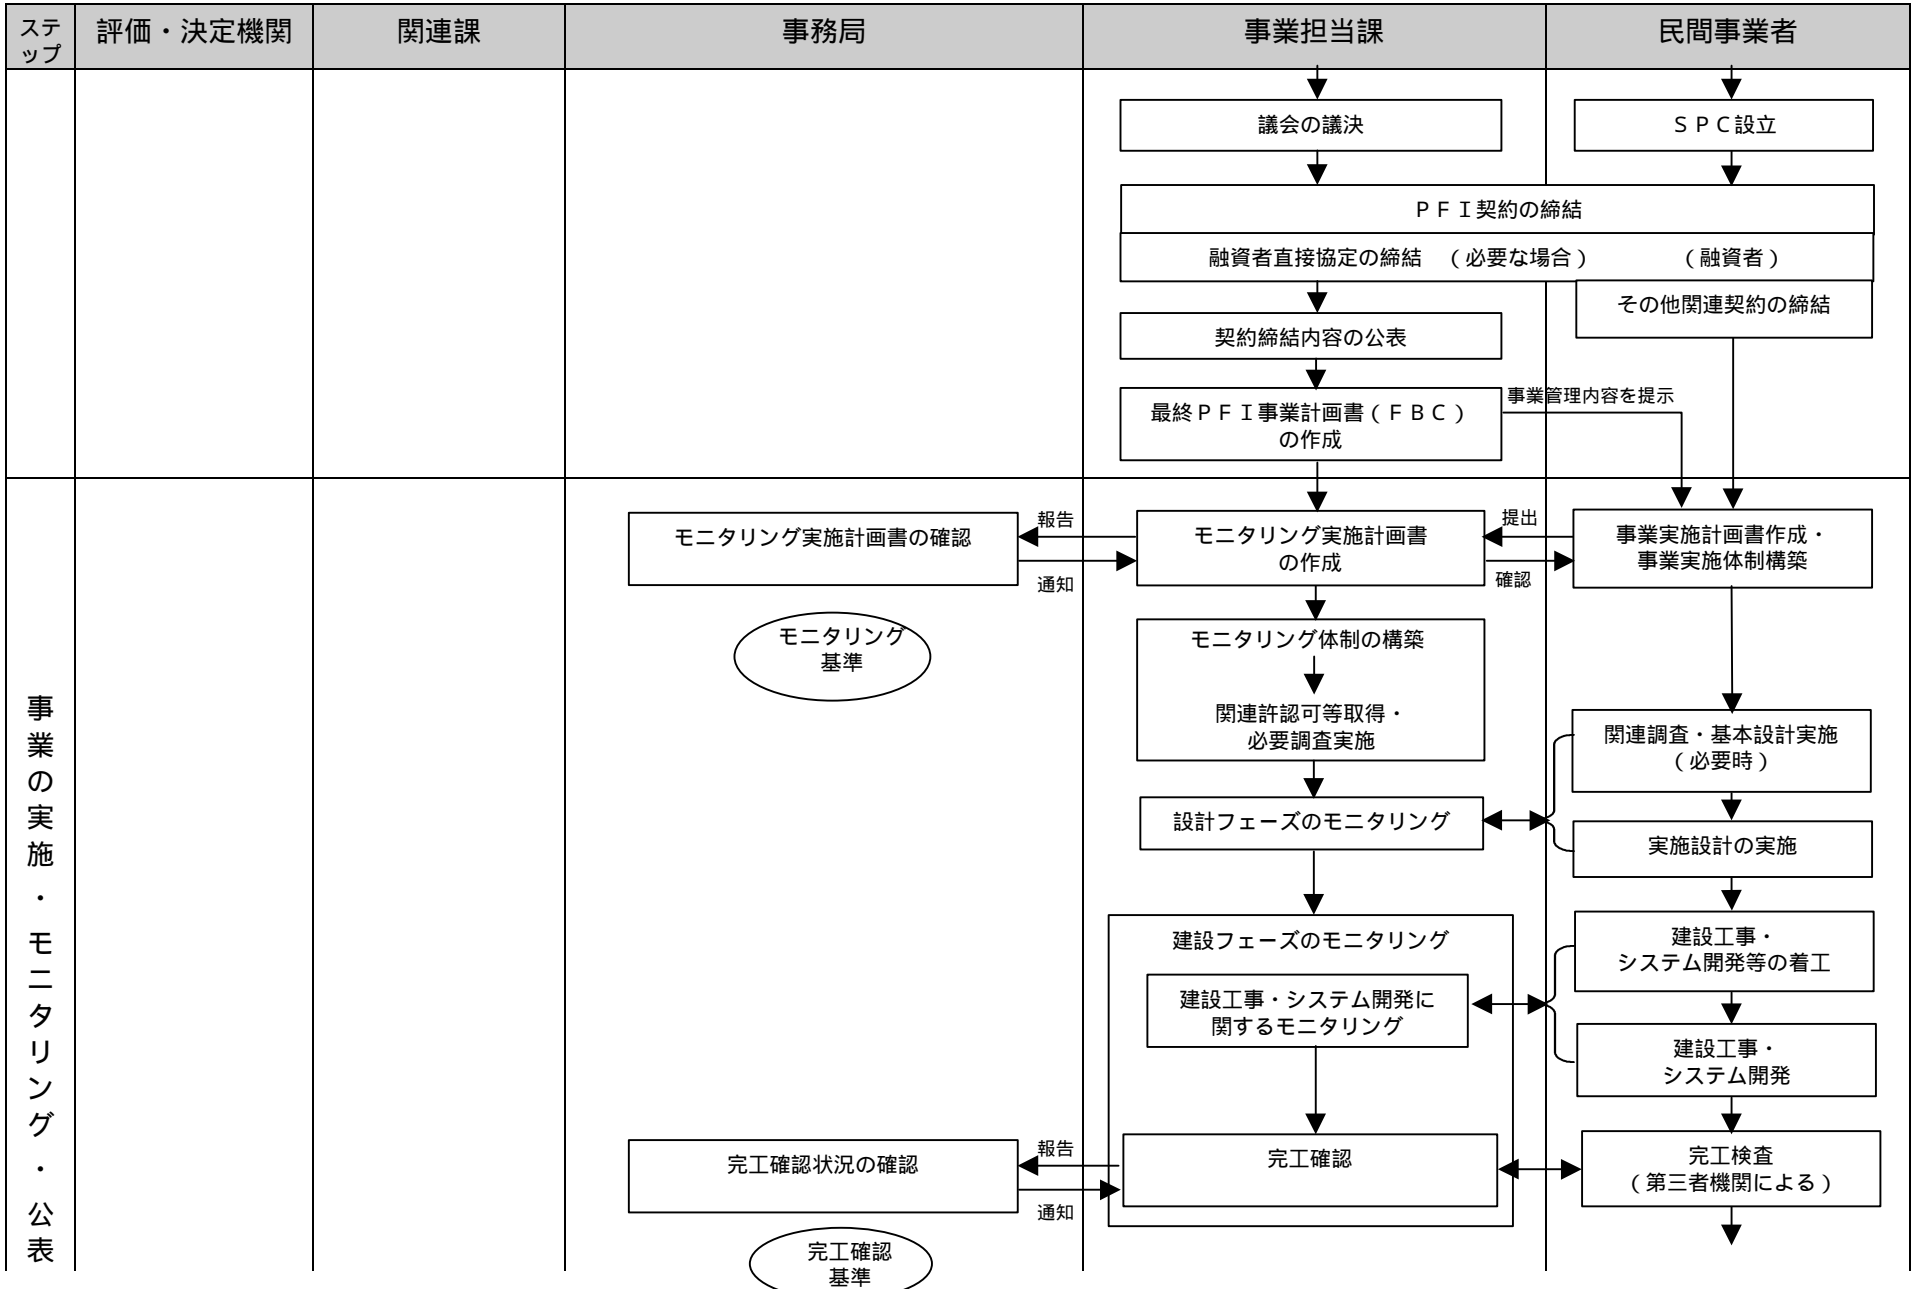 ステ
ップ
評価・決定機関
関連課
事務局
事業担当課
民間事業者
議会の議決
ＳＰＣ設立
ＰＦＩ契約の締結
融資者直接協定の締結　（必要な場合）　　　　（融資者）
その他関連契約の締結
契約締結内容の公表
最終ＰＦＩ事業計画書（ＦＢＣ）
の作成
事業管理内容を提示
事業の実施・モニタリング・公表
モニタリング実施計画書の確認
報告
通知
モニタリング実施計画書
の作成
提出
確認
事業実施計画書作成・
事業実施体制構築
モニタリング
基準
モニタリング体制の構築
関連許認可等取得・
必要調査実施
関連調査・基本設計実施
（必要時）
設計フェーズのモニタリング
実施設計の実施
建設フェーズのモニタリング
建設工事・
システム開発等の着工
建設工事・システム開発に
関するモニタリング
建設工事・
システム開発
完工確認状況の確認
報告
通知
完工確認
完工検査
（第三者機関による）
完工確認
基準